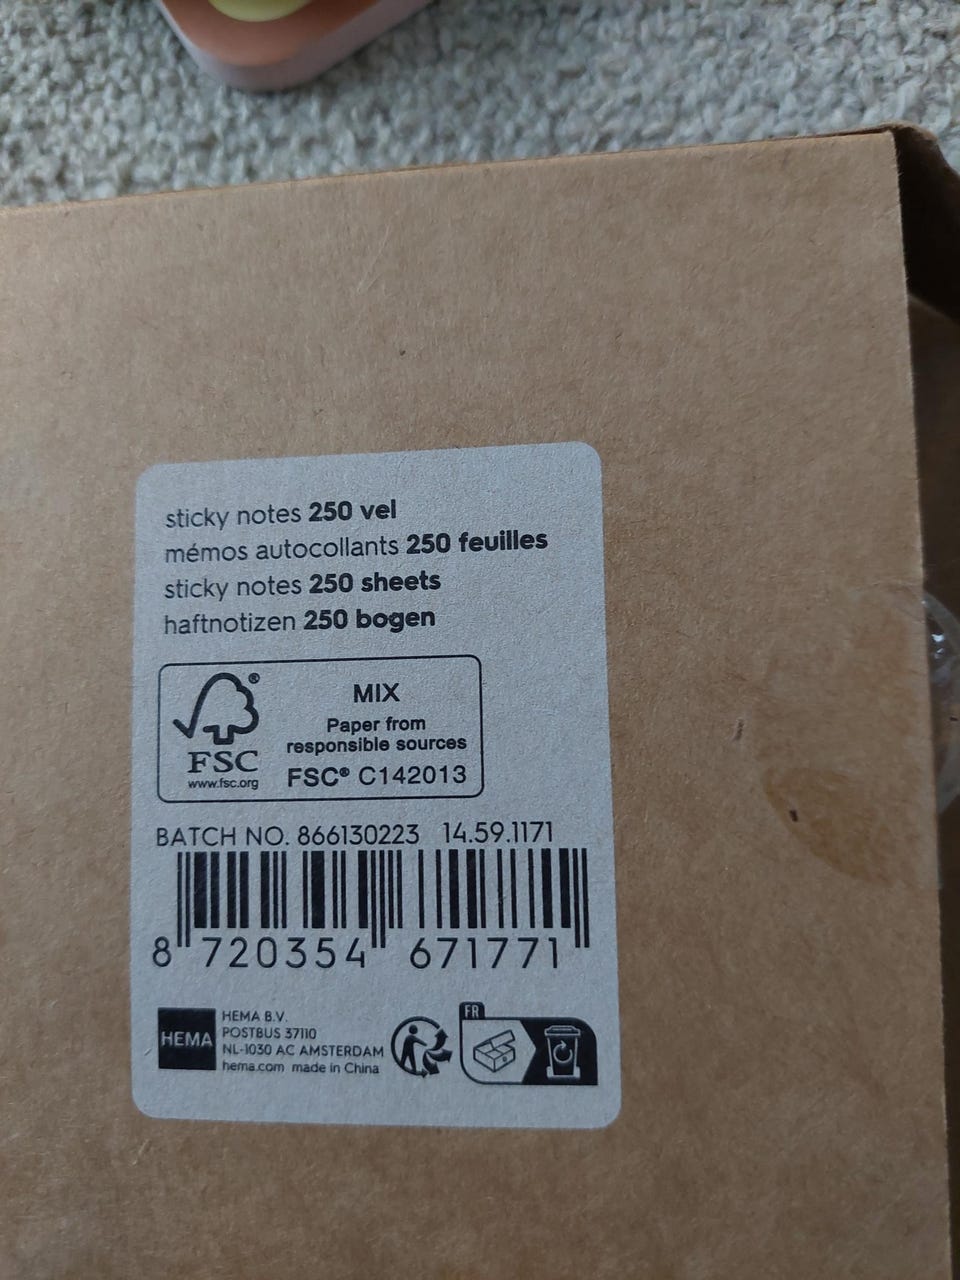 sticky notes 250 vel
mémos autocollants 250 feuilles
sticky notes 250 sheets
haftnotizen 250 bogen
®
FSC
www.fsc.org
MIX
Paper from
responsible sources
FSC® C142013
BATCH NO. 866130223 14.59.1171
8 720354 671771
HEMA
HEMA B.V.
POSTBUS 37110
NL-1030 AC AMSTERDAM
hema.com made in China
FR